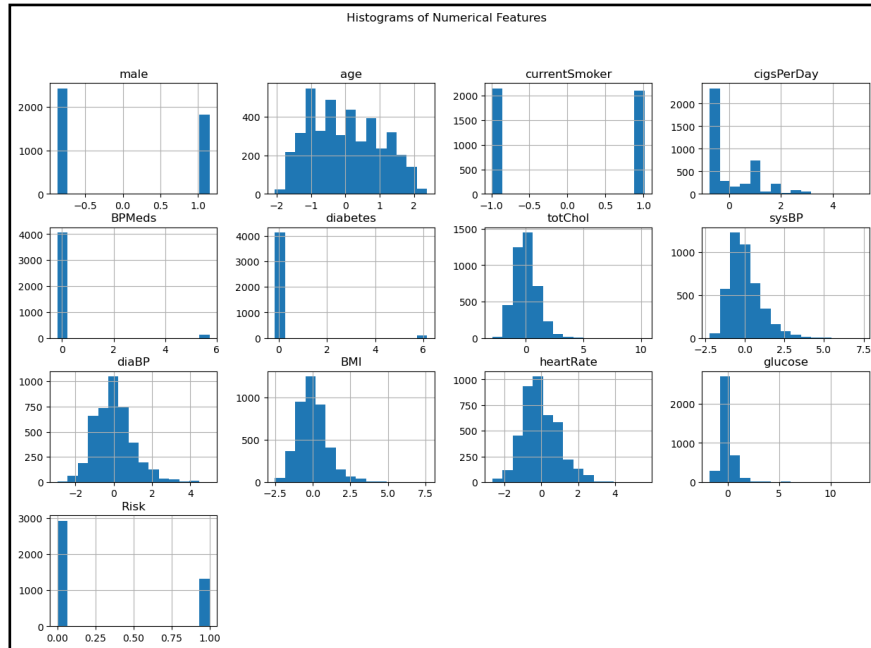 Histograms of Numerical Features
male age currentSmoker cigsPerDay
2000 1000 0
−0.5 0.0 0.5 1.0
400 200 0
−2 −1 0 1 2
2000 1500 1000 500 0
−1.0 −0.5 0.0 0.5 1.0
2000 1500 1000 500 0
0 2 4
BPMeds diabetes totChol sysBP
4000 3000 2000 1000 0
0 2 4
4000 3000 2000 1000 0
0 2 4 6
1500 1000 500 0
0 5 10
1000 500 0
−2.5 0.0 2.5 5.0 7.5
diaBP BMI heartRate glucose
1000 750 500 250 0
−2 0 2 4
1000 500 0
−2.5 0.0 2.5 5.0 7.5
1000 750 500 250 0
−2 0 2 4
2000 1000 0
0 5 10
Risk
3000 2000 1000 0
0.00 0.25 0.50 0.75 1.00